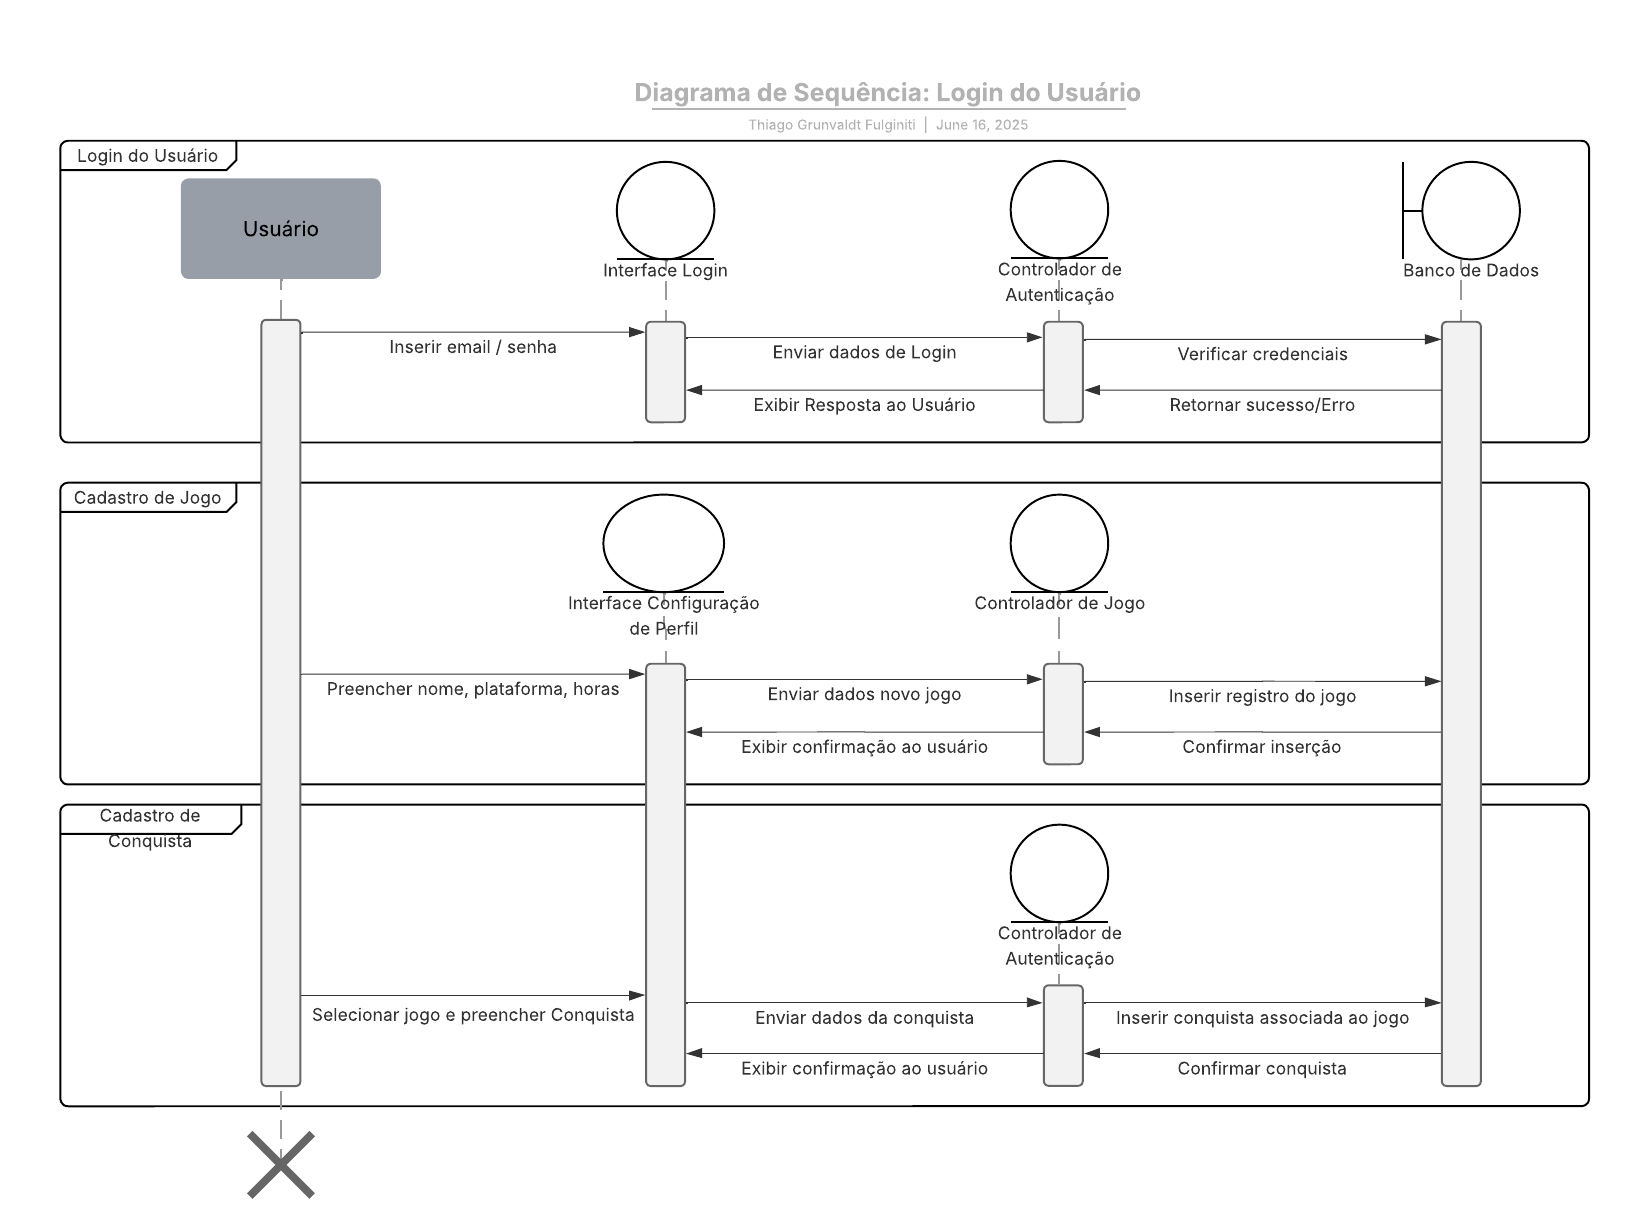 Diagrama de Sequência: Login do Usuário
Thiago Grunvaldt Fulginiti | June 16, 2025
Login do Usuário
Usuário
Interface Login
Controlador de
Autenticação
Banco de Dados
Inserir email / senha
Enviar dados de Login
Verificar credenciais
Exibir Resposta ao Usuário
Retornar sucesso/Erro
Cadastro de Jogo
Interface Configuração
de Perfil
Controlador de Jogo
Preencher nome, plataforma, horas
Enviar dados novo jogo
Inserir registro do jogo
Exibir confirmação ao usuário
Confirmar inserção
Cadastro de
Conquista
Controlador de
Autenticação
Selecionar jogo e preencher Conquista
Enviar dados da conquista
Inserir conquista associada ao jogo
Exibir confirmação ao usuário
Confirmar conquista